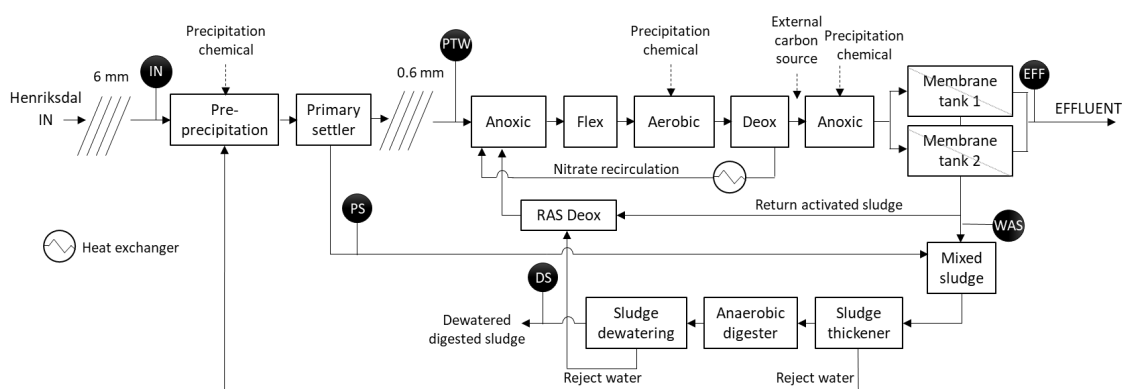 Henriksdal
IN
6 mm
IN
Precipitation
chemical
Pre-
precipitation
Primary
settler
0.6 mm
PTW
Anoxic
Flex
Precipitation
chemical
Aerobic
Deox
External
carbon
source
Precipitation
chemical
Anoxic
Membrane
tank 1
Membrane
tank 2
EFF
EFFLUENT
Nitrate recirculation
RAS Deox
Return activated sludge
WAS
PS
Heat exchanger
Mixed
sludge
DS
Dewatered
digested sludge
Sludge
dewatering
Anaerobic
digester
Sludge
thickener
Reject water
Reject water